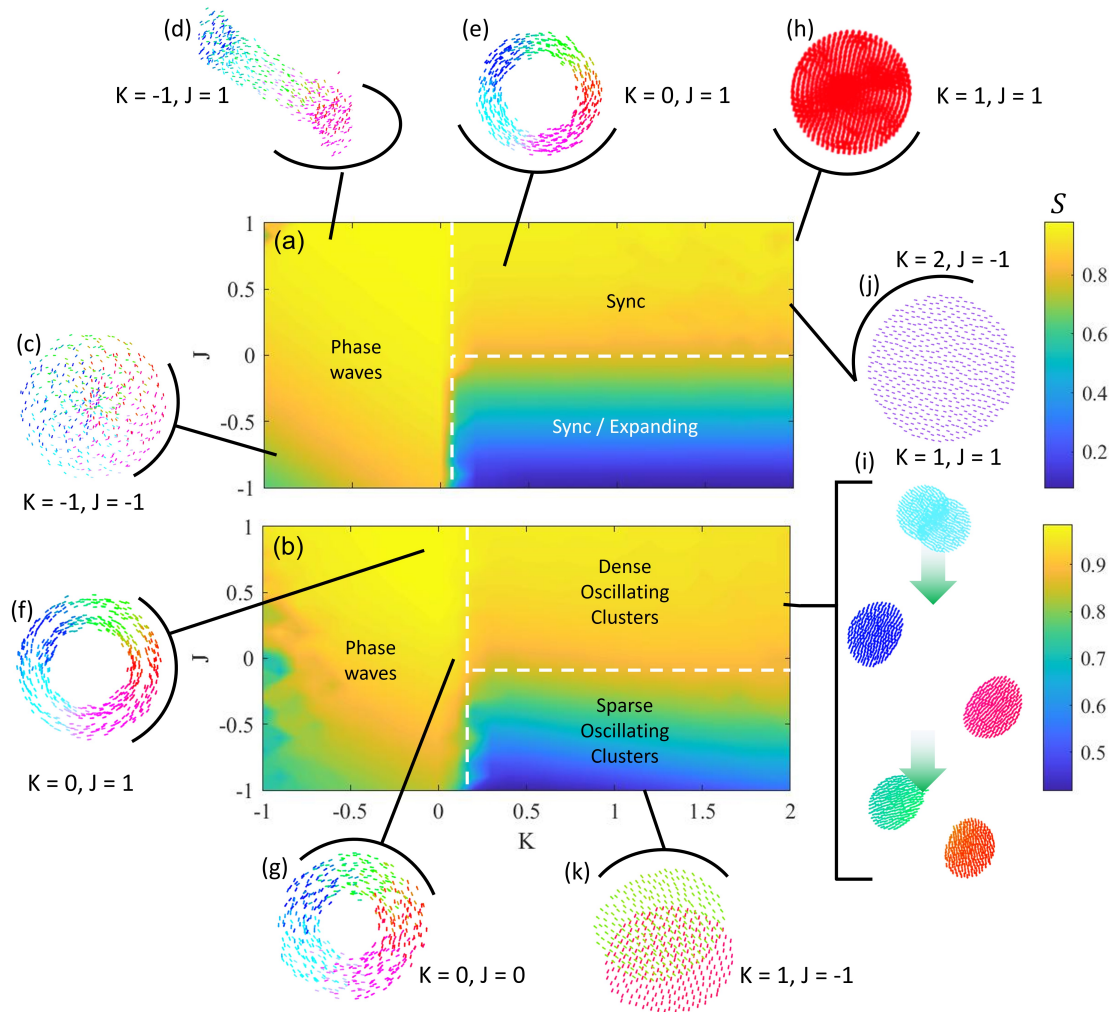 (d)
(e)
(h)
K = -1, J = 1
K = 0, J = 1
K = 1, J = 1
S
1
0.5
0
-0.5
-1
J
(a)
Phase
waves
Sync
Sync / Expanding
0.8
0.6
0.4
0.2
K = 2, J = -1
(j)
K = 1, J = 1
(c)
K = -1, J = -1
(i)
1
0.5
0
-0.5
-1
J
(b)
Phase
waves
Dense
Oscillating
Clusters
Sparse
Oscillating
Clusters
0.9
0.8
0.7
0.6
0.5
-1
-0.5
0
0.5
1
1.5
2
K
(f)
K = 0, J = 1
(g)
K = 0, J = 0
(k)
K = 1, J = -1